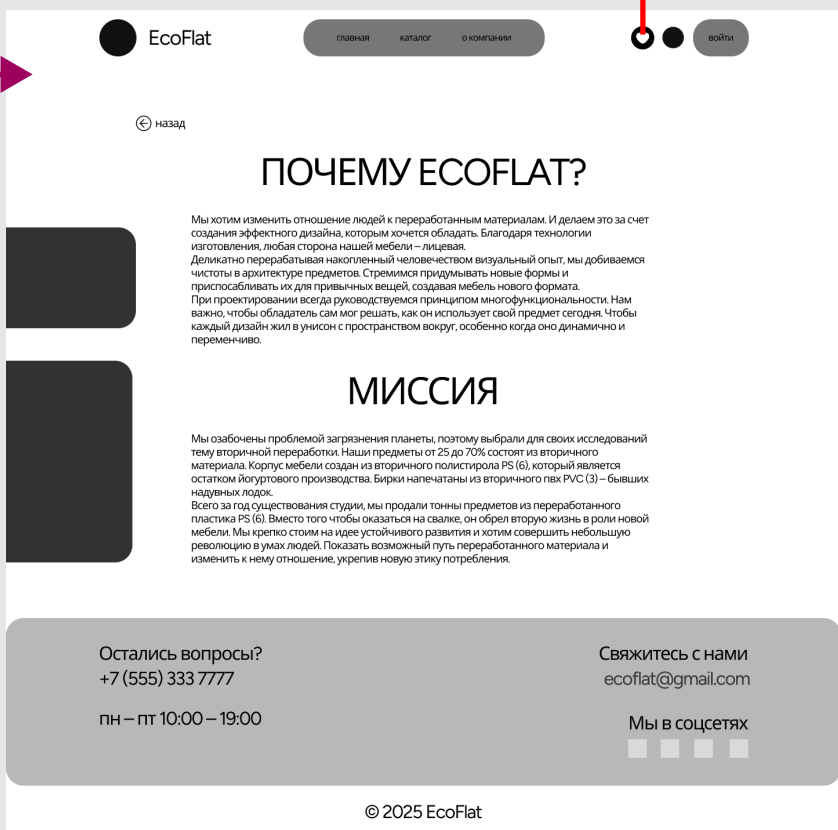 EcoFlat
главная каталог о компании
войти
назад
ПОЧЕМУ ECOFLAT?
Мы хотим изменить отношение людей к переработанным материалам. И делаем это за счет
создания эффектного дизайна, которым хочется обладать. Благодаря технологии
изготовления, любая сторона нашей мебели – лицевая.
Деликатно перерабатывая накопленный человечеством визуальный опыт, мы добиваемся
чистоты в архитектуре предметов. Стремимся придумывать новые формы и
приспосабливать их для привычных вещей, создавая мебель нового формата.
При проектировании всегда руководствуемся принципом многофункциональности. Нам
важно, чтобы обладатель сам мог решать, как он использует свой предмет сегодня. Чтобы
каждый дизайн жил в унисон с пространством вокруг, особенно когда оно динамично и
переменчиво.
МИССИЯ
Мы озабочены проблемой загрязнения планеты, поэтому выбрали для своих исследований
тему вторичной переработки. Наши предметы от 25 до 70% состоят из вторичного
материала. Корпус мебели создан из вторичного полистирола PS (6), который является
остатком йогуртового производства. Бирки напечатаны из вторичного пвх PVC (3) – бывших
надувных лодок.
Всего за год существования студии, мы продали тонны предметов из переработанного
пластика PS (6). Вместо того чтобы оказаться на свалке, он обрел вторую жизнь в роли новой
мебели. Мы крепко стоим на идее устойчивого развития и хотим совершить небольшую
революцию в умах людей. Показать возможный путь переработанного материала и
изменить к нему отношение, укрепив новую этику потребления.
Остались вопросы?
+7 (555) 333 7777
пн – пт 10:00 – 19:00
Свяжитесь с нами
ecoflat@gmail.com
Мы в соцсетях
© 2025 EcoFlat